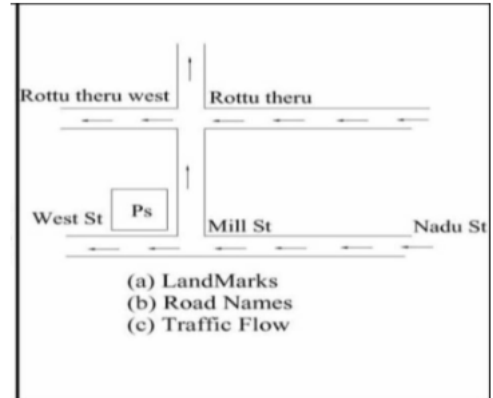 Rottu theru west Rottu theru
West St Ps Mill St Nadu St
(a) LandMarks
(b) Road Names
(c) Traffic Flow